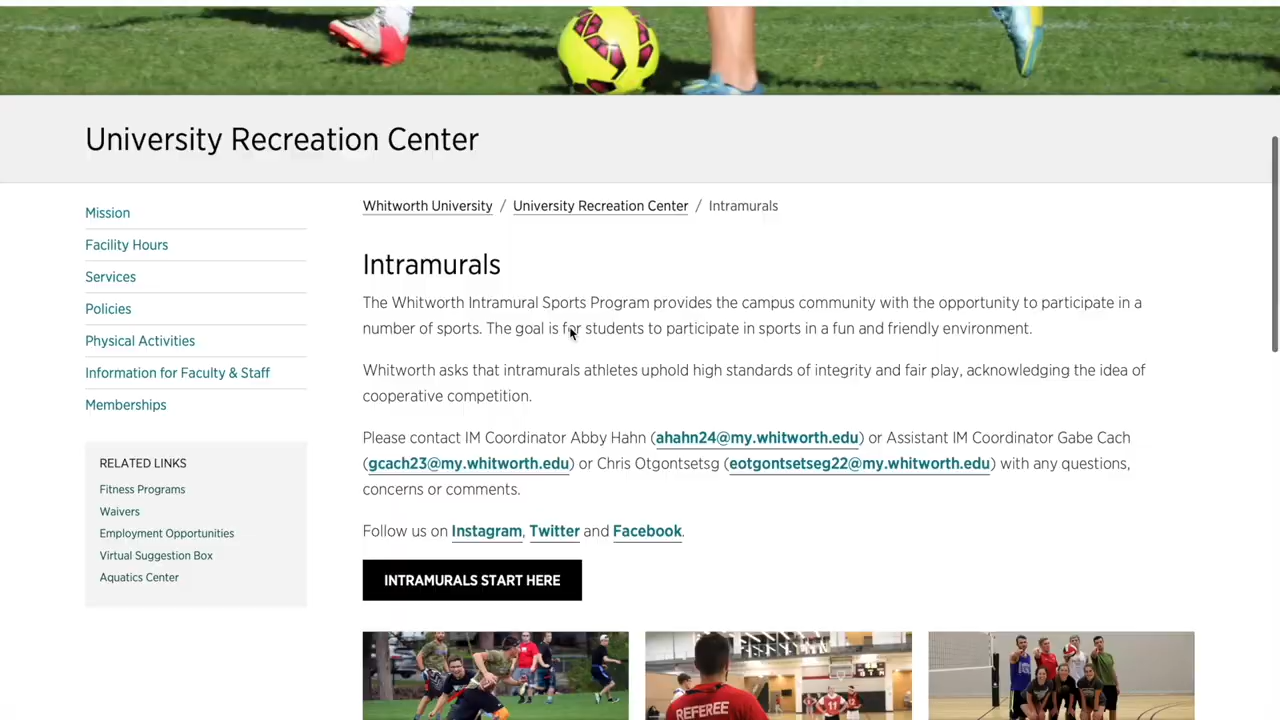 University Recreation Center
Mission
Facility Hours
Services
Policies
Physical Activities
Information for Faculty & Staff
Memberships
RELATED LINKS
Fitness Programs
Waivers
Employment Opportunities
Virtual Suggestion Box
Aquatics Center
Whitworth University / University Recreation Center / Intramurals
Intramurals
The Whitworth Intramural Sports Program provides the campus community with the opportunity to participate in a
number of sports. The goal is for students to participate in sports in a fun and friendly environment.
Whitworth asks that intramurals athletes uphold high standards of integrity and fair play, acknowledging the idea of
cooperative competition.
Please contact IM Coordinator Abby Hahn (ahahn24@my.whitworth.edu) or Assistant IM Coordinator Gabe Cach
(gcach23@my.whitworth.edu) or Chris Otgontsetsg (eotgontsetseg22@my.whitworth.edu) with any questions,
concerns or comments.
Follow us on Instagram, Twitter and Facebook.
INTRAMURALS START HERE
REFEREE
11